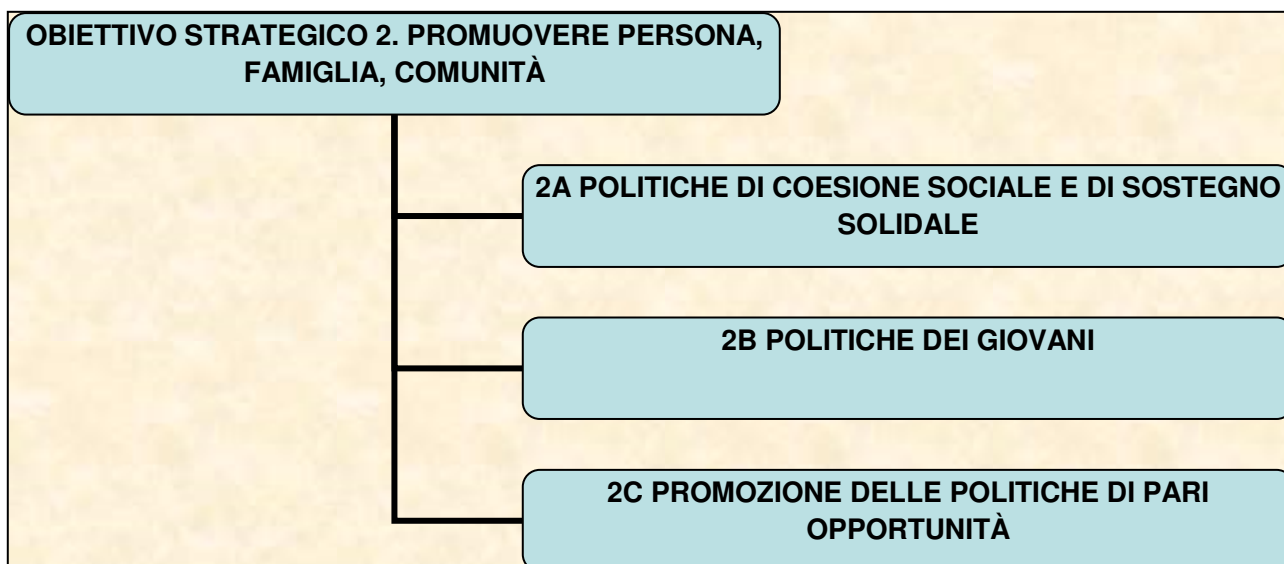 OBIETTIVO STRATEGICO 2. PROMUOVERE PERSONA,
FAMIGLIA, COMUNITÀ
2A POLITICHE DI COESIONE SOCIALE E DI SOSTEGNO
SOLIDALE
2B POLITICHE DEI GIOVANI
2C PROMOZIONE DELLE POLITICHE DI PARI
OPPORTUNITÀ